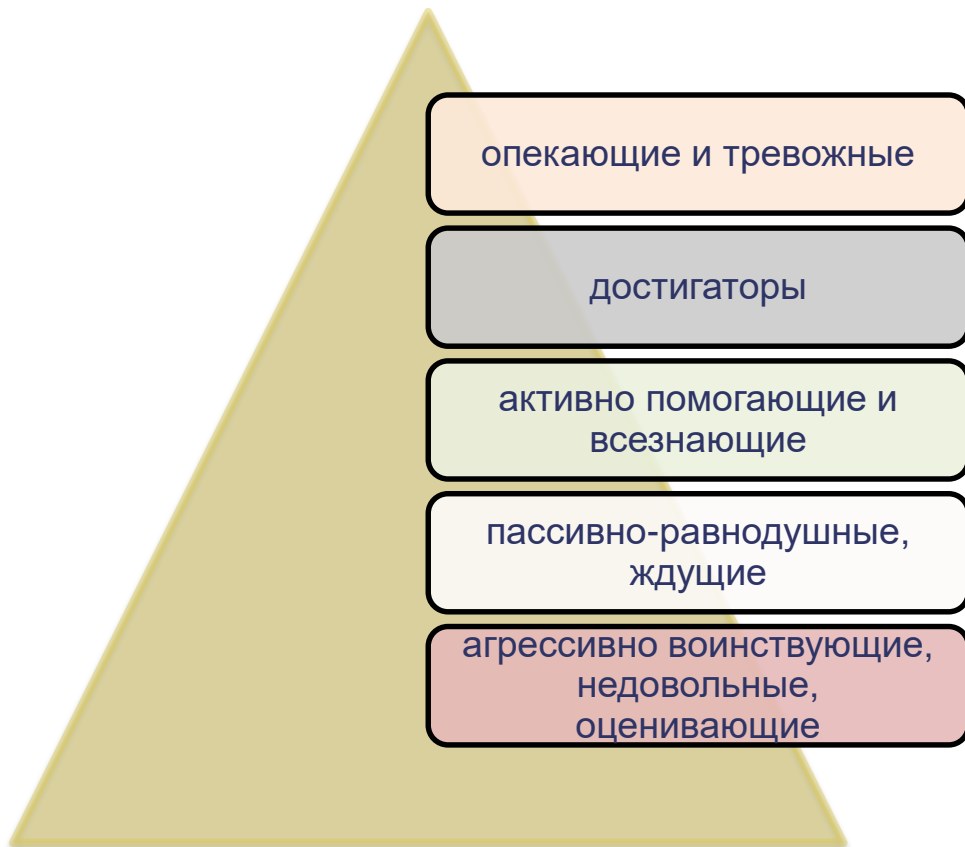 опекающие и тревожные
достигаторы
активно помогающие и
всезнающие
пассивно-равнодушные,
ждущие
агрессивно воинствующие,
недовольные,
оценивающие